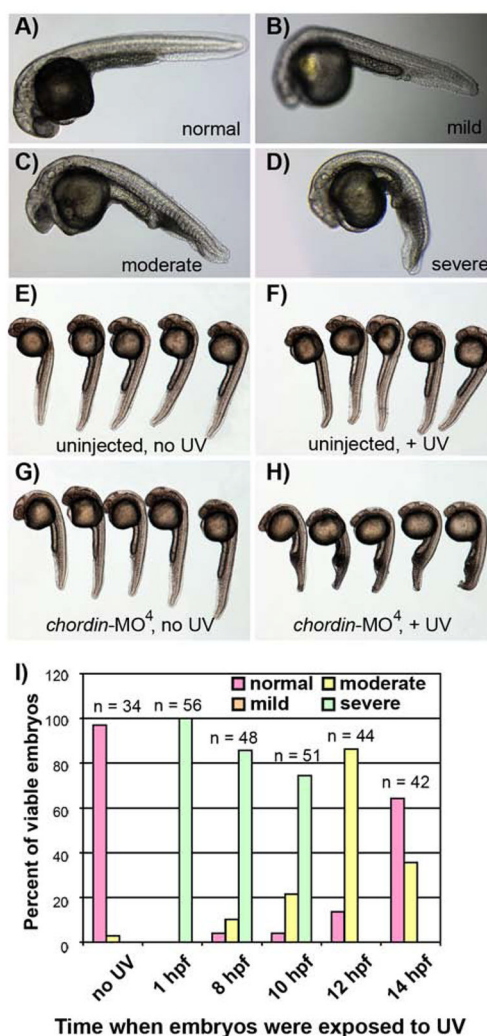 A)
normal
B)
mild
C)
moderate
D)
severe
E)
uninjected, no UV
F)
uninjected, + UV
G)
chordin-MO4, no UV
H)
chordin-MO4, + UV
I)
120
100
80
60
40
20
0
Percent of viable embryos
normal
moderate
mild
severe
n = 34
n = 56
n = 48
n = 51
n = 44
n = 42
no UV
1 hpf
8 hpf
10 hpf
12 hpf
14 hpf
Time when embryos were exposed to UV